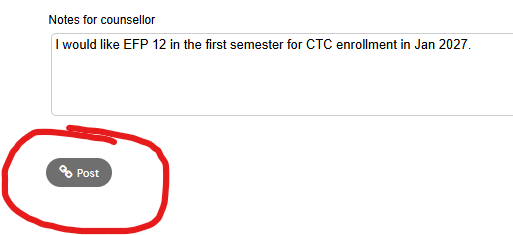 Notes for counsellor
I would like EFP 12 in the first semester for CTC enrollment in Jan 2027.
Post